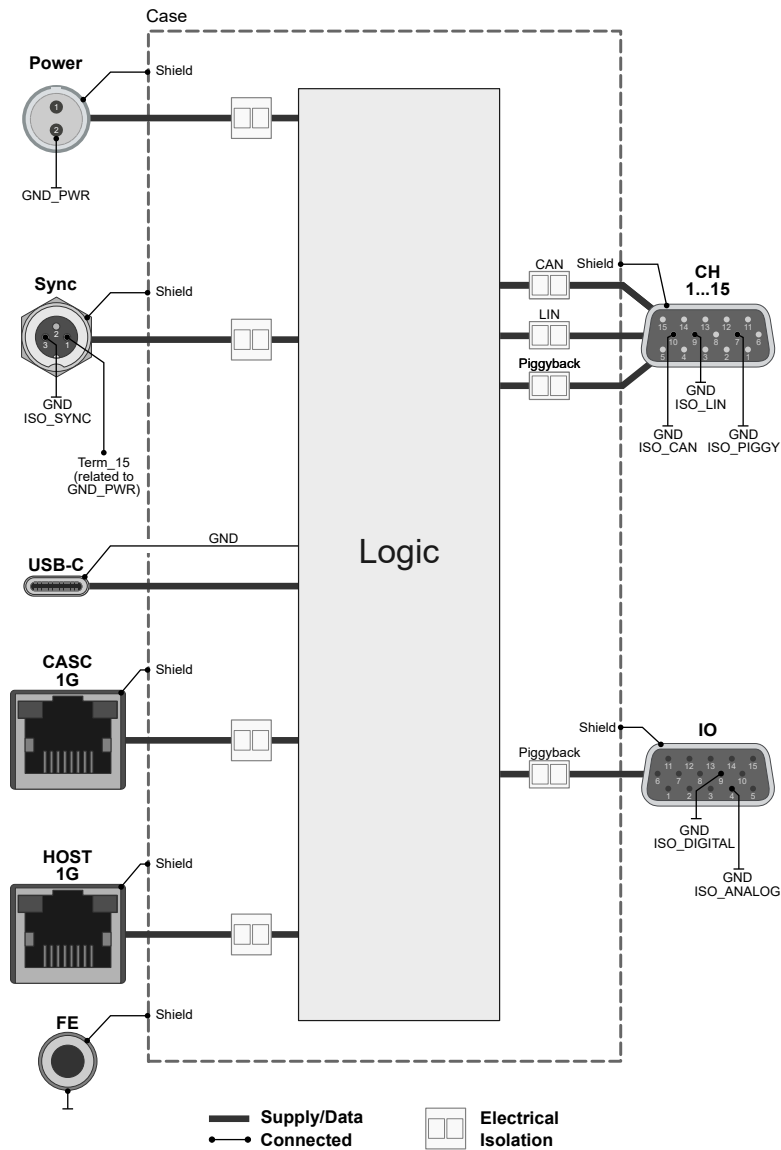 Case
Power
Shield
1
2
GND_PWR
Sync
Shield
2
3 1
GND
ISO_SYNC
Term_15
(related to
GND_PWR)
GND
USB-C
CASC
1G
Shield
HOST
1G
Shield
FE
Shield
Logic
CAN
LIN
Piggyback
Shield
CH
1...15
15 14 13 12 11
10 9 8 7 6
5 4 3 2 1
GND
ISO_LIN
GND
ISO_CAN
GND
ISO_PIGGY
Shield
IO
Piggyback
11 12 13 14 15
6 7 8 9 10
1 2 3 4 5
GND
ISO_DIGITAL
GND
ISO_ANALOG
Supply/Data
Connected
Electrical
Isolation